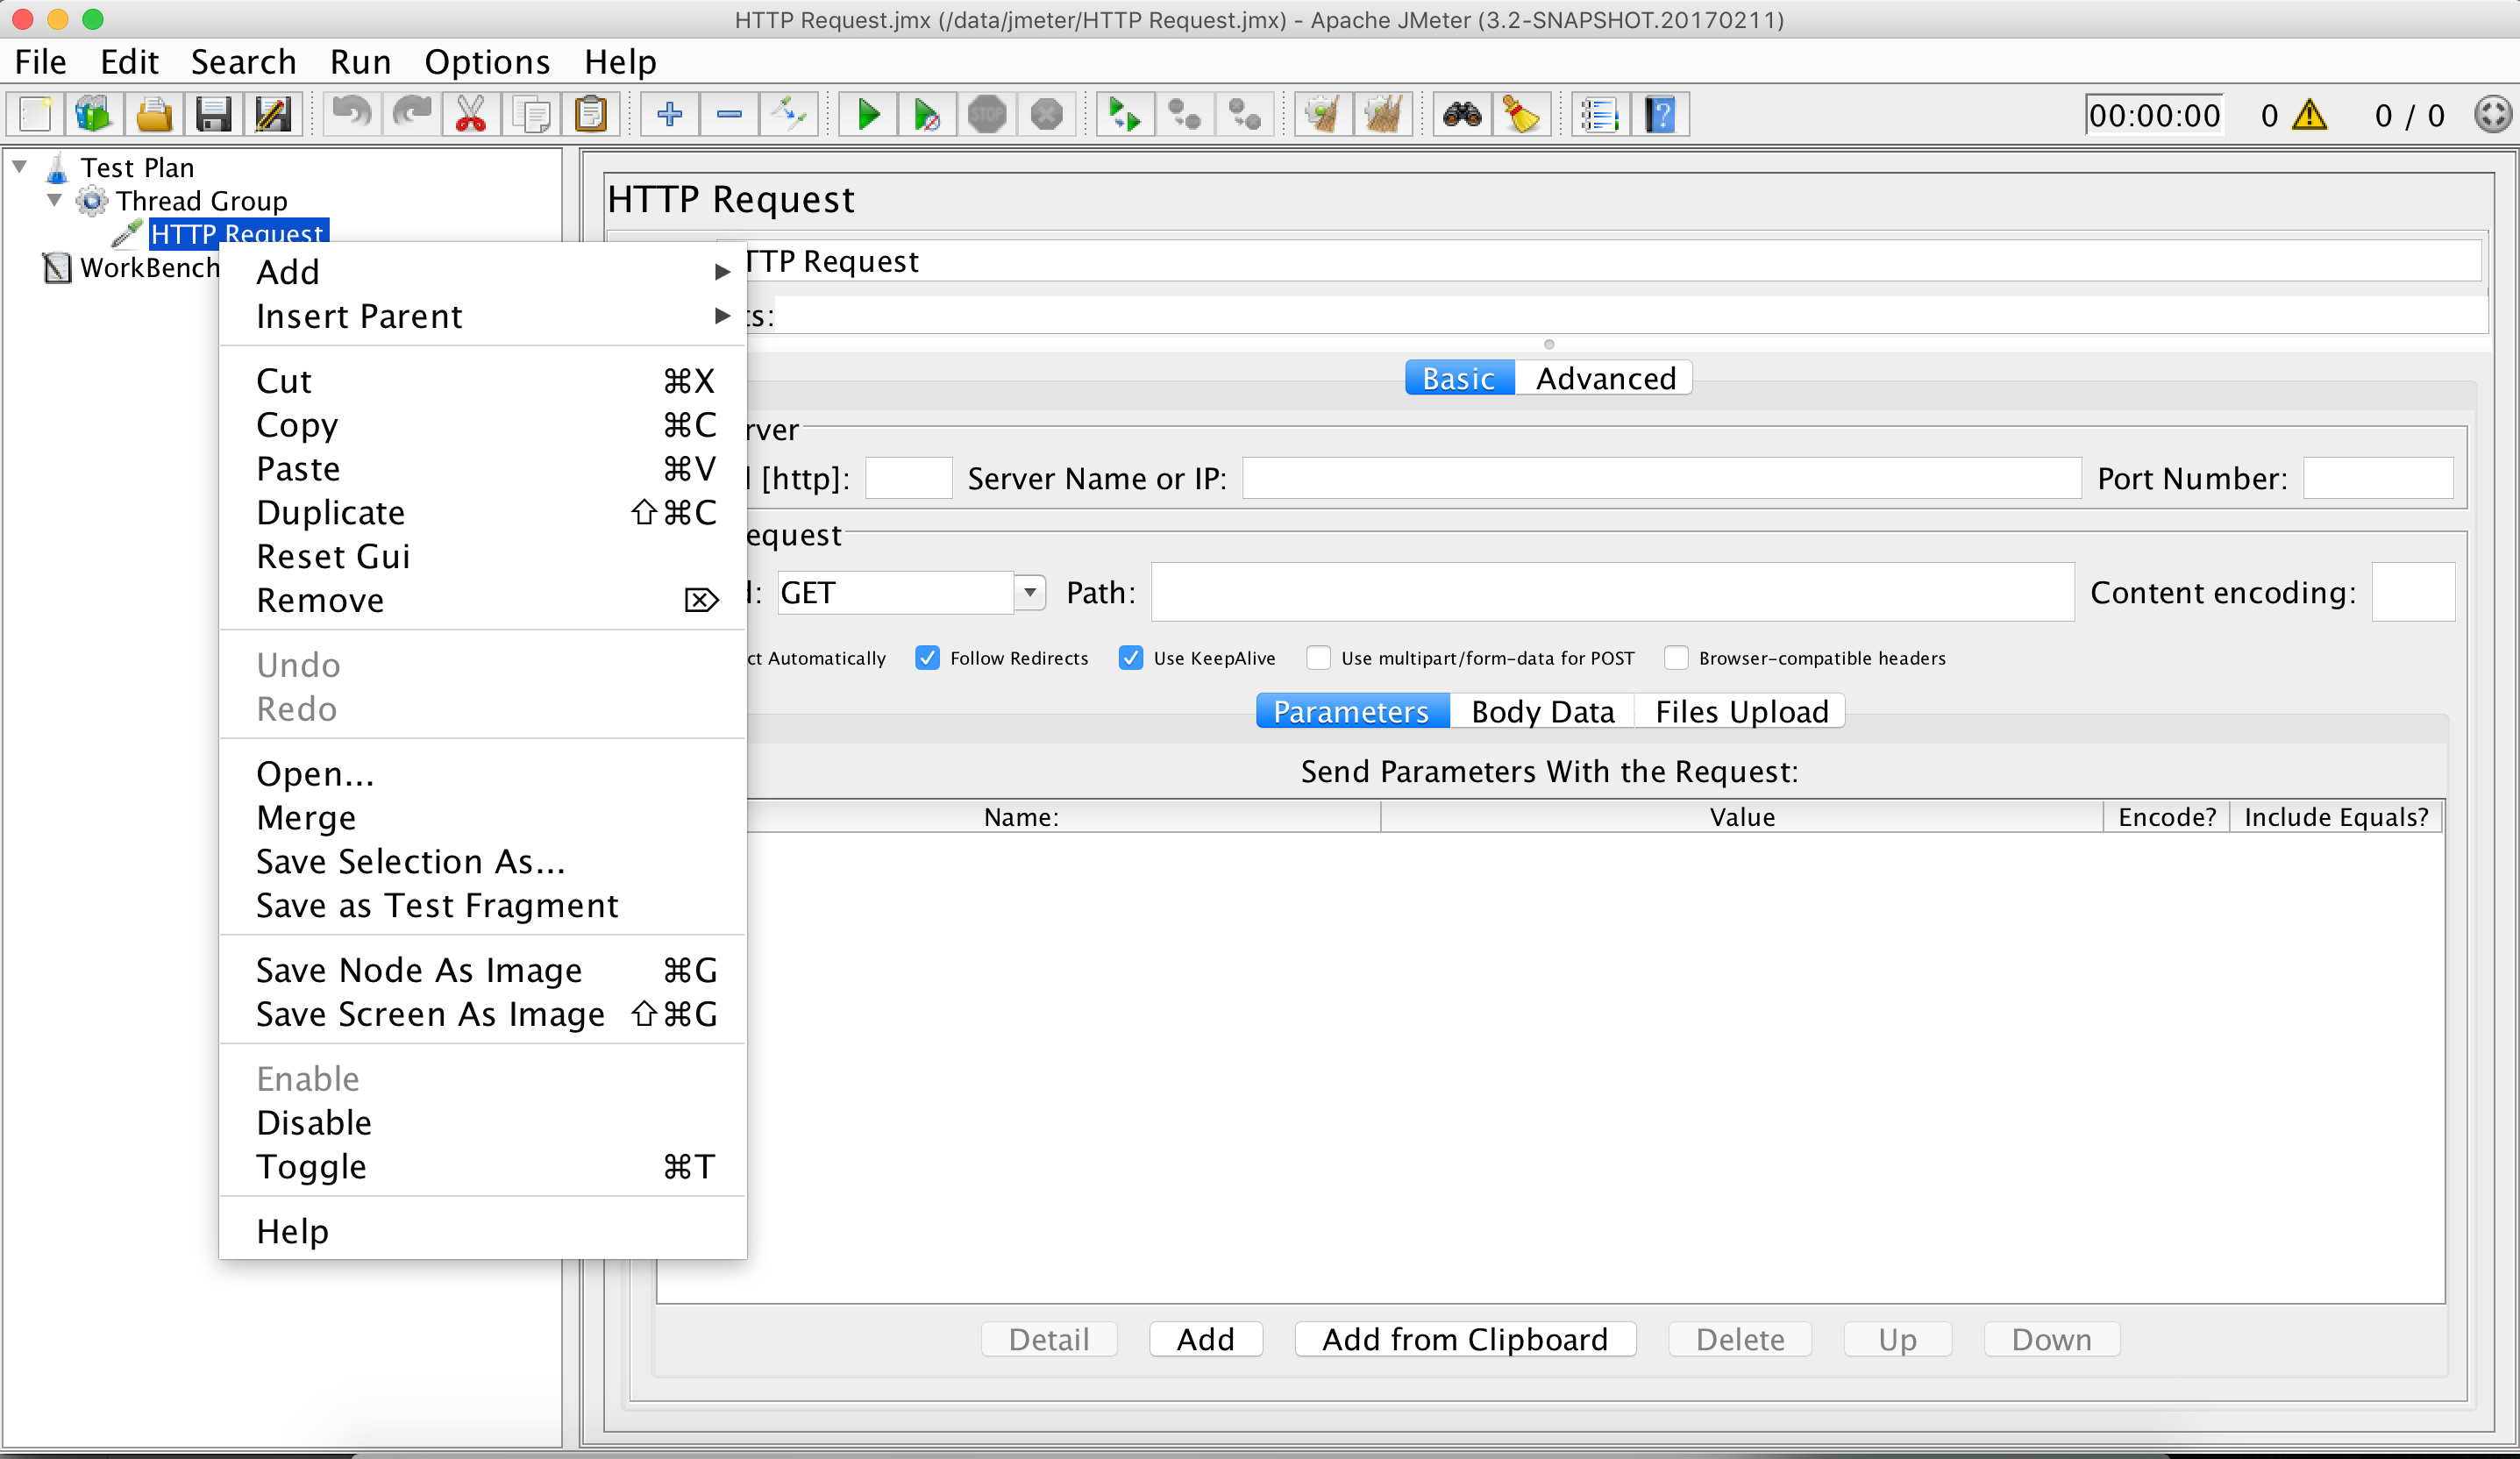 HTTP Request.jmx (/data/jmeter/HTTP Request.jmx) - Apache JMeter (3.2-SNAPSHOT.20170211)
File Edit Search Run Options Help
STOP 00:00:00 0 0 / 0
Test Plan
Thread Group
HTTP Request
WorkBench
Add
Insert Parent
Cut ⌘X
Copy ⌘C
Paste ⌘V
Duplicate ⇧⌘C
Reset Gui
Remove ⌦
Undo
Redo
Open...
Merge
Save Selection As...
Save as Test Fragment
Save Node As Image ⌘G
Save Screen As Image ⇧⌘G
Enable
Disable
Toggle ⌘T
Help
HTTP Request
TTP Request
ts:
Basic Advanced
rver
[http]: Server Name or IP: Port Number:
equest
: GET Path: Content encoding:
ct Automatically Follow Redirects Use KeepAlive Use multipart/form-data for POST Browser-compatible headers
Parameters Body Data Files Upload
Send Parameters With the Request:
Name: Value Encode? Include Equals?
Detail Add Add from Clipboard Delete Up Down